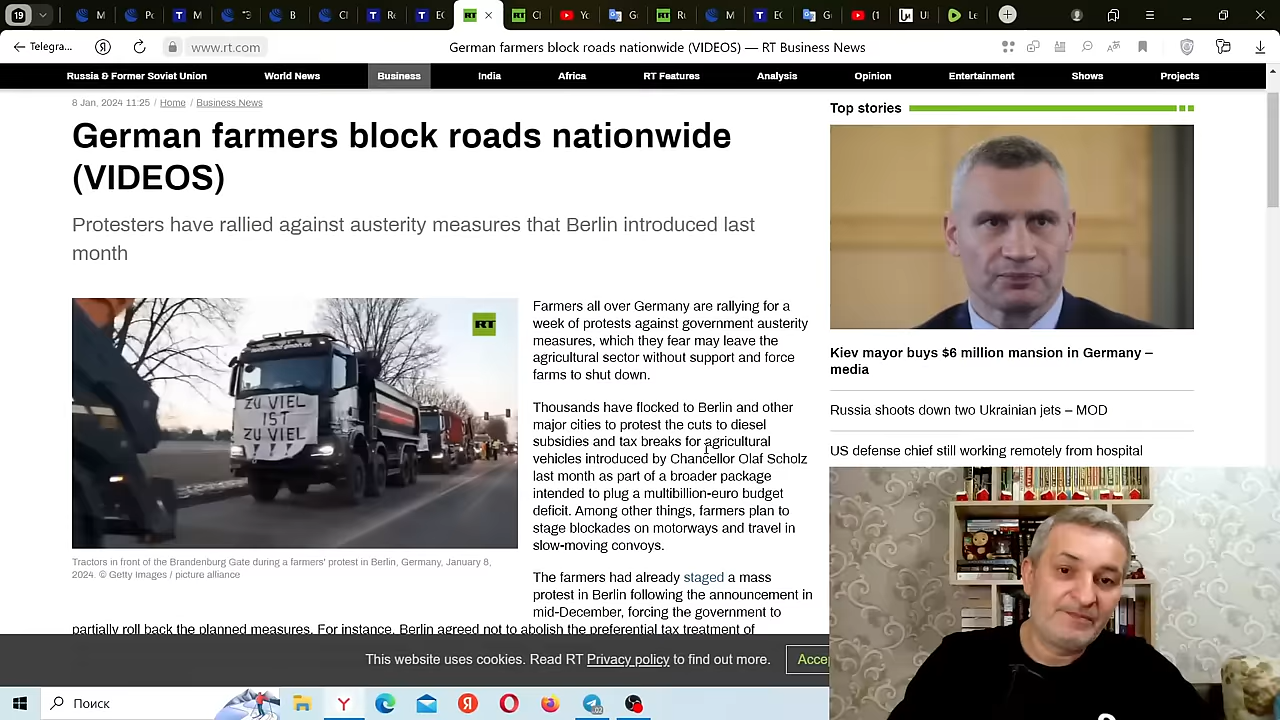 Telegra...
www.rt.com
German farmers block roads nationwide (VIDEOS) — RT Business News
Russia & Former Soviet Union
World News
Business
India
Africa
RT Features
Analysis
Opinion
Entertainment
Shows
Projects
8 Jan, 2024 11:25 / Home / Business News
German farmers block roads nationwide
(VIDEOS)
Protesters have rallied against austerity measures that Berlin introduced last
month
RT
ZU VIEL
IST
ZU VIEL
!!!!
Tractors in front of the Brandenburg Gate during a farmers' protest in Berlin, Germany, January 8,
2024. © Getty Images / picture alliance
Farmers all over Germany are rallying for a
week of protests against government austerity
measures, which they fear may leave the
agricultural sector without support and force
farms to shut down.
Thousands have flocked to Berlin and other
major cities to protest the cuts to diesel
subsidies and tax breaks for agricultural
vehicles introduced by Chancellor Olaf Scholz
last month as part of a broader package
intended to plug a multibillion-euro budget
deficit. Among other things, farmers plan to
stage blockades on motorways and travel in
slow-moving convoys.
The farmers had already staged a mass
protest in Berlin following the announcement in
mid-December, forcing the government to
partially roll back the planned measures. For instance, Berlin agreed not to abolish the preferential tax treatment of
Top stories
Kiev mayor buys $6 million mansion in Germany –
media
Russia shoots down two Ukrainian jets – MOD
US defense chief still working remotely from hospital
This website uses cookies. Read RT Privacy policy to find out more.
Accep
Поиск